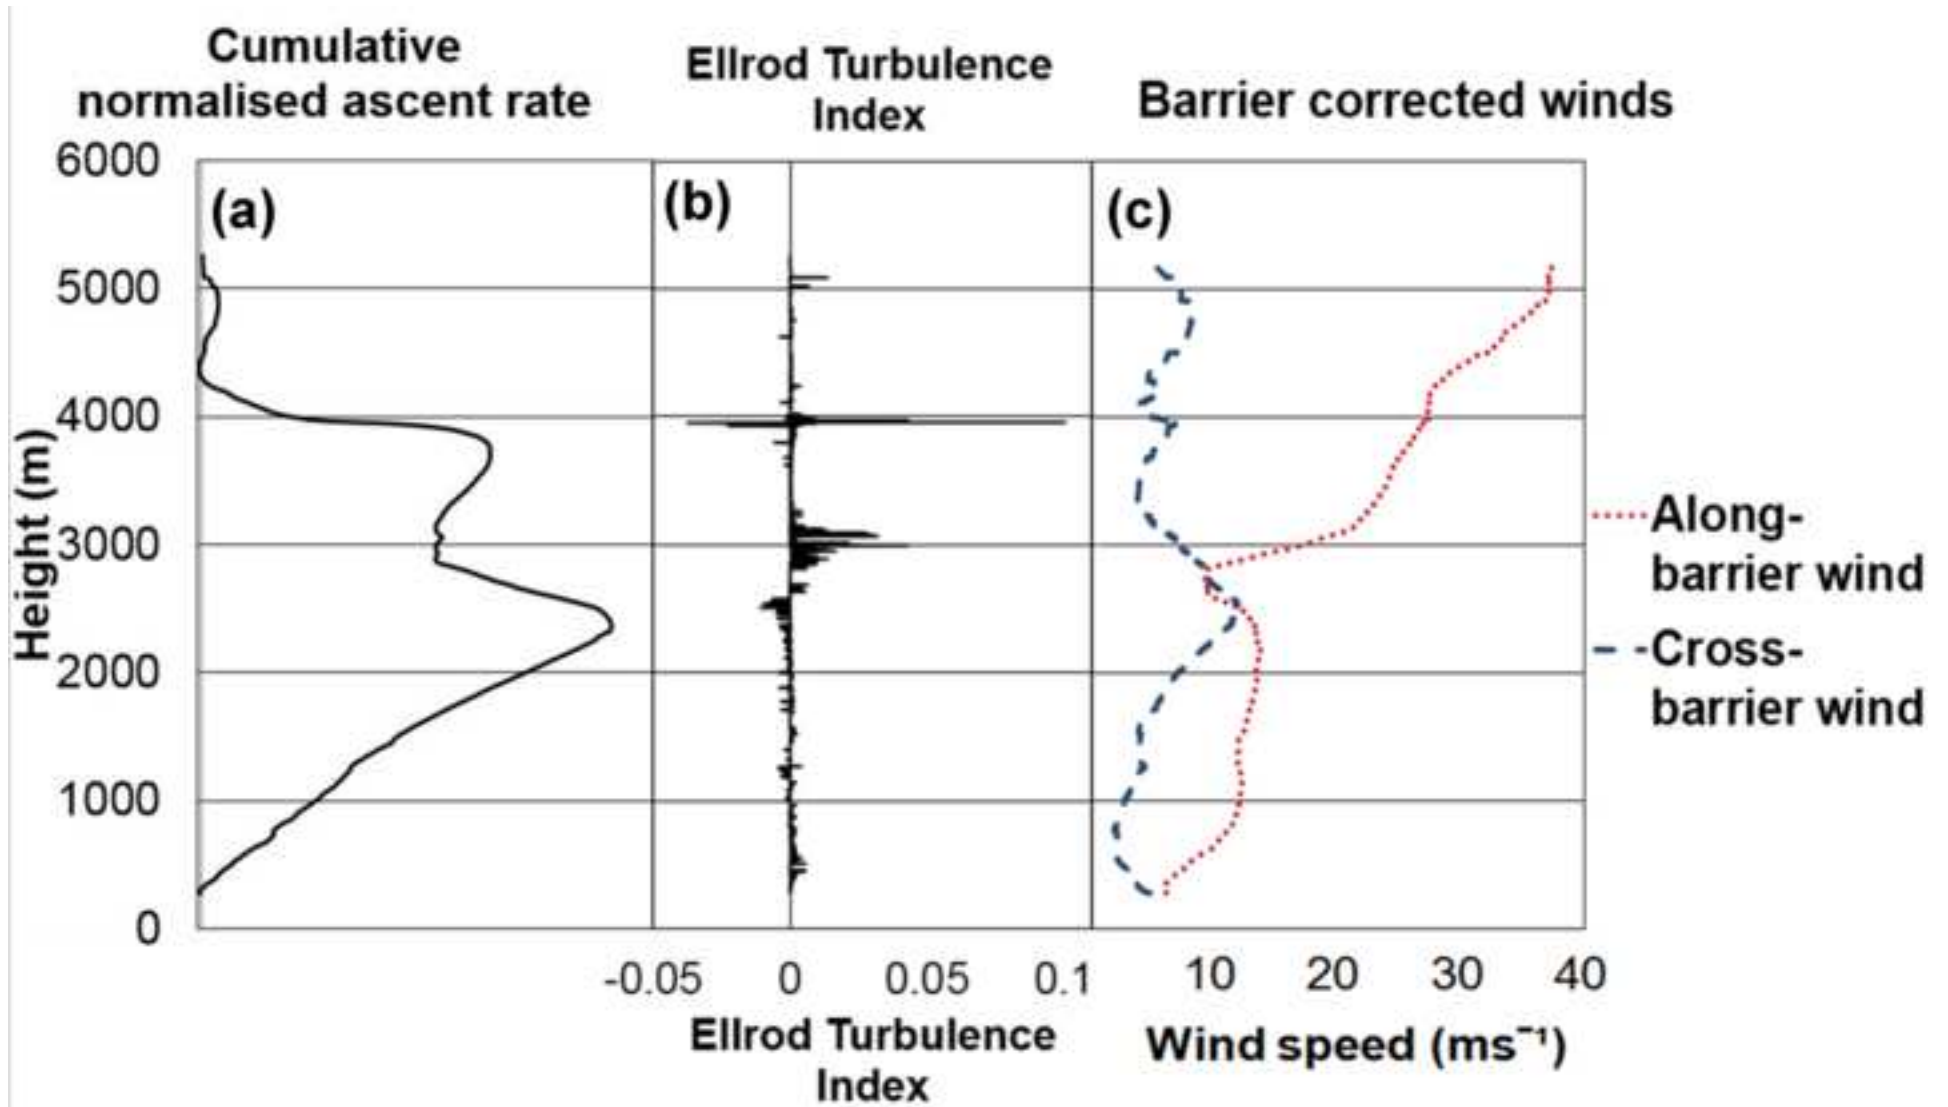 Cumulative
normalised ascent rate
Ellrod Turbulence
Index
Barrier corrected winds
6000
5000
4000
3000
2000
1000
0
Height (m)
(a)
(b)
(c)
-0.05 0 0.05 0.1
10 20 30 40
Ellrod Turbulence
Index
Wind speed (ms⁻¹)
Along-
barrier wind
Cross-
barrier wind